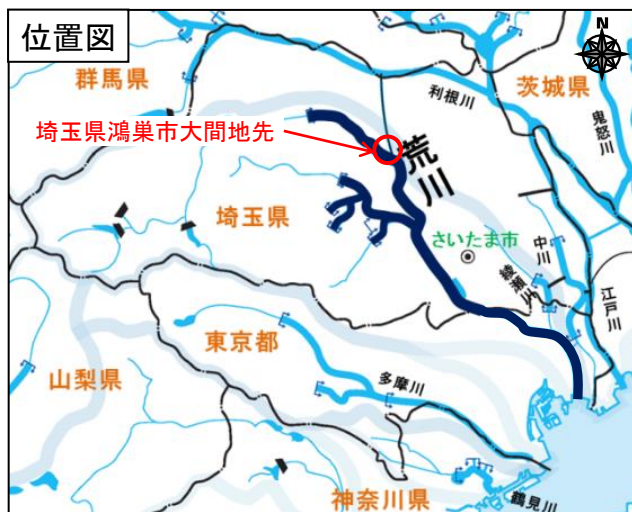 位置図
N
群馬県
茨城県
利根川
鬼怒川
埼玉県鴻巣市大間地先
荒川
埼玉県
さいたま市
中川
綾瀬川
江戸川
東京都
山梨県
多摩川
神奈川県
鶴見川